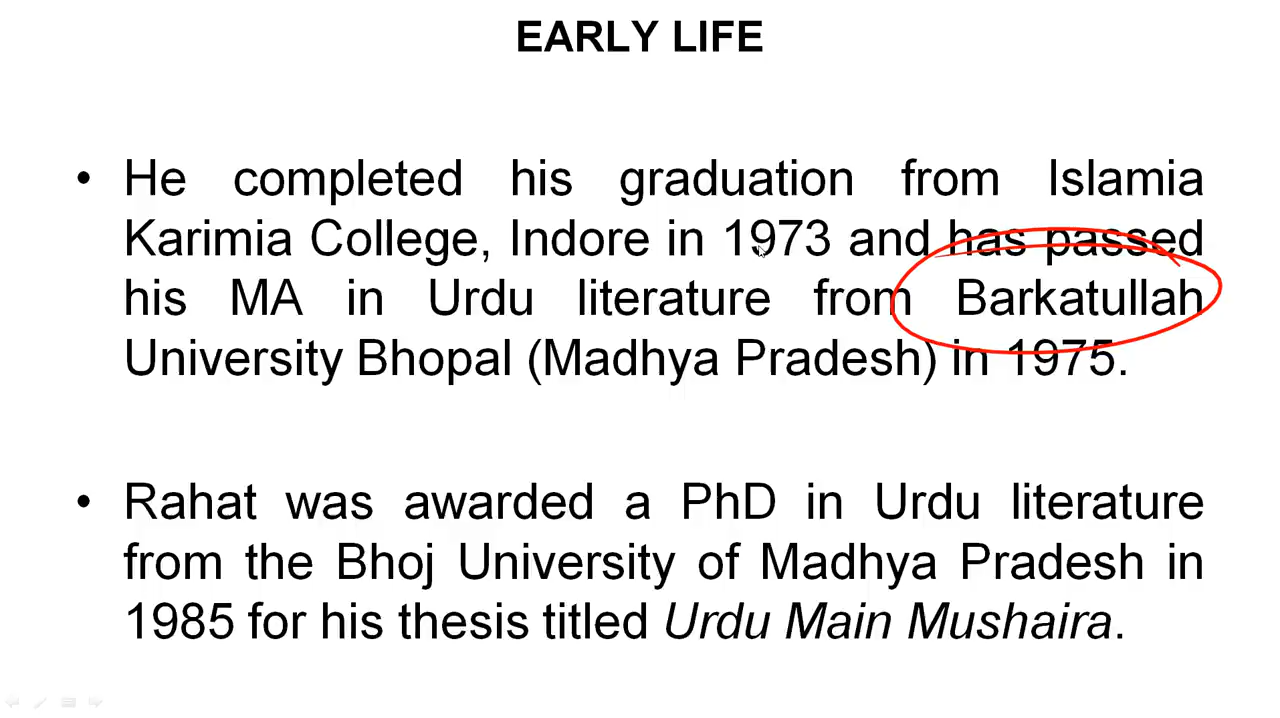 EARLY LIFE
• He completed his graduation from Islamia
Karimia College, Indore in 1973 and has passed
his MA in Urdu literature from Barkatullah
University Bhopal (Madhya Pradesh) in 1975.
• Rahat was awarded a PhD in Urdu literature
from the Bhoj University of Madhya Pradesh in
1985 for his thesis titled Urdu Main Mushaira.